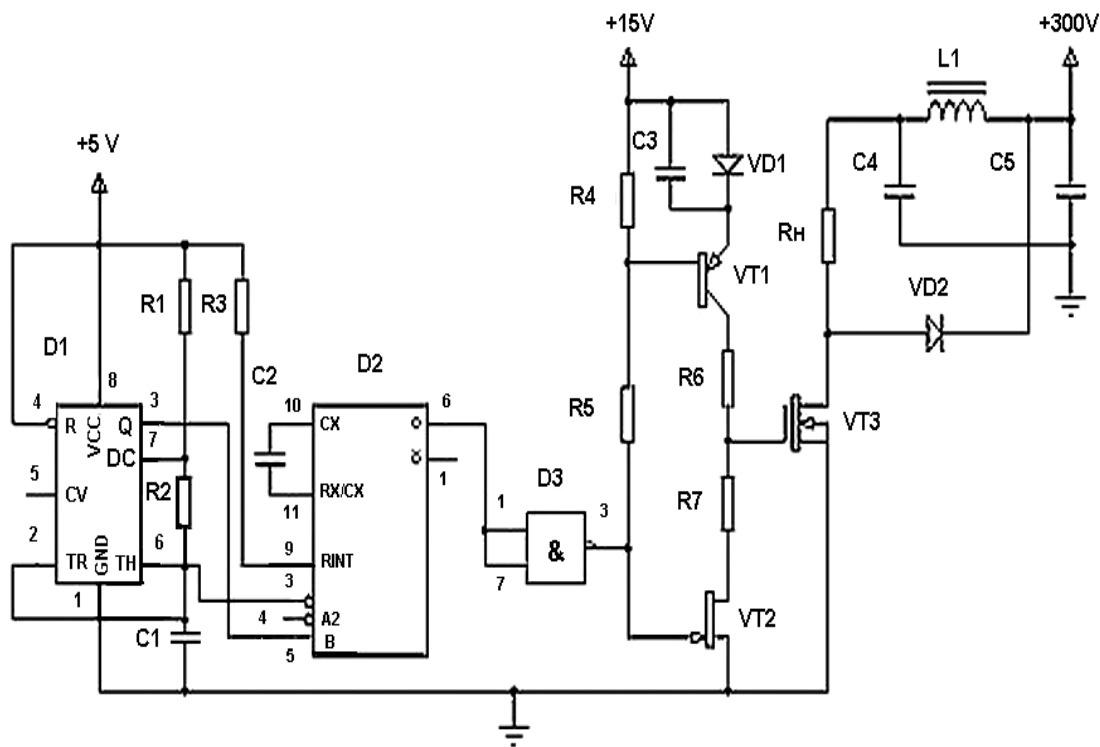 +15V
+300V
L1
+5 V
C3
VD1
C4
C5
R4
RH
VT1
R1
R3
VD2
D1
C2
D2
8
4
3
10
6
R6
R
VCC
Q
CX
R5
VT3
7
DC
5
CV
R2
1
D3
RX/CX
11
1
3
R7
2
6
9
&
TR
GND
TH
RINT
7
1
3
4
A2
VT2
C1
B
5